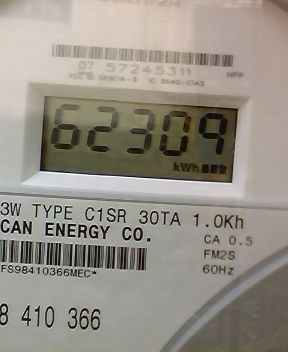 07 57245311 HPP
62309
kWh
3W TYPE C1SR 30TA 1.0Kh
CAN ENERGY CO.
CA 0.5
FM2S
60Hz
FS98410366MEC*
8 410 366